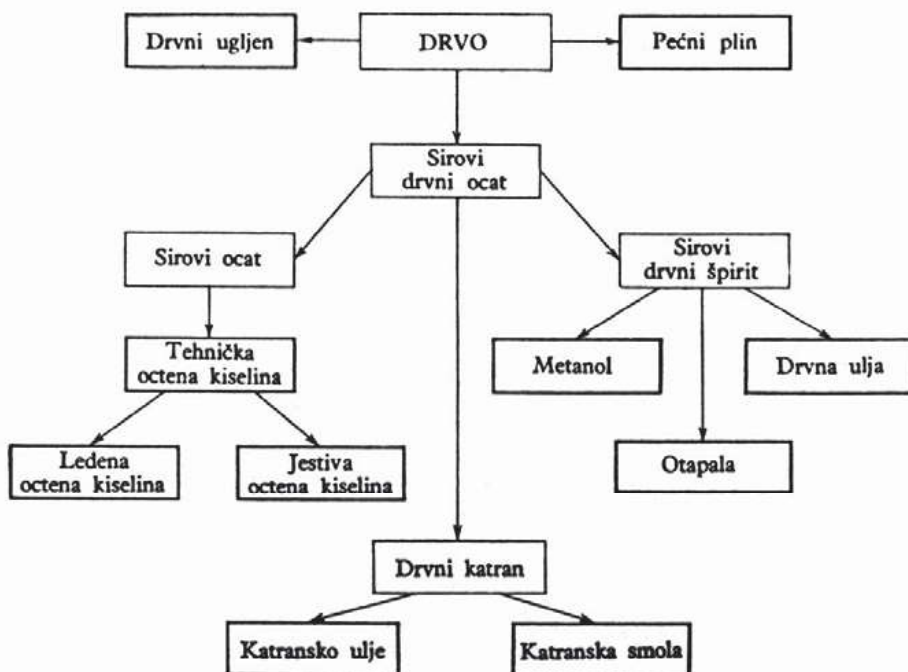 Drvni ugljen
DRVO
Pećni plin
Sirovi
drvni ocat
Sirovi ocat
Sirovi
drvni špirit
Tehnička
octena kiselina
Metanol
Drvna ulja
Ledena
octena kiselina
Jestiva
octena kiselina
Otapala
Drvni katran
Katransko ulje
Katranska smola